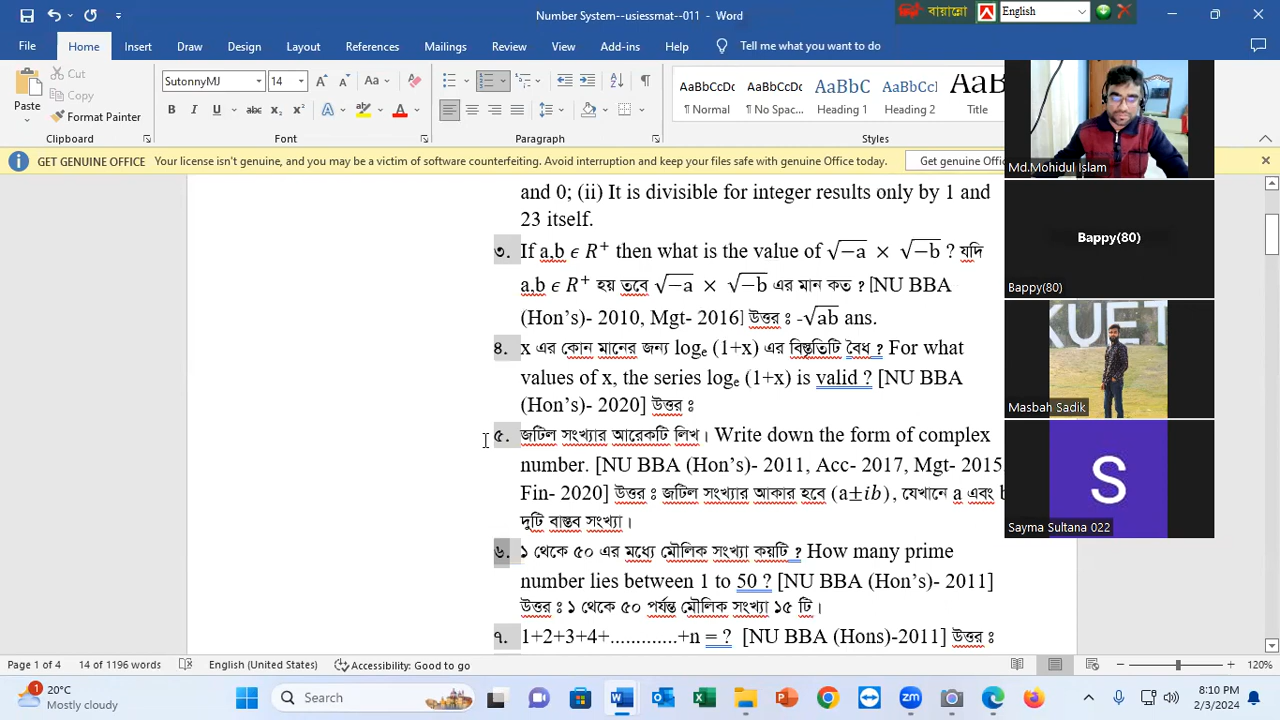 Number System--usiessmat--011 - Word
বায়ান্নো English
File Home Insert Draw Design Layout References Mailings Review View Add-ins Help Tell me what you want to do
Paste Cut Copy Format Painter
SutonnyMJ 14
AaBbCcDc AaBbCcDc AaBbC AaBbCcl AaB
¶ Normal ¶ No Spac... Heading 1 Heading 2 Title
Clipboard Font Paragraph Styles
GET GENUINE OFFICE Your license isn't genuine, and you may be a victim of software counterfeiting. Avoid interruption and keep your files safe with genuine Office today. Get genuine Offi
and 0; (ii) It is divisible for integer results only by 1 and
23 itself.
৩. If a,b ϵ R⁺ then what is the value of √−a × √−b ? যদি
a,b ϵ R⁺ হয় তবে √−a × √−b এর মান কত ? [NU BBA
(Hon's)- 2010, Mgt- 2016] উত্তর ঃ -√ab ans.
৪. x এর কোন মানের জন্য logₑ (1+x) এর বিস্তৃতিটি বৈধ ? For what
values of x, the series logₑ (1+x) is valid ? [NU BBA
(Hon's)- 2020] উত্তর ঃ
৫. জটিল সংখ্যার আরেকটি লিখ। Write down the form of complex
number. [NU BBA (Hon's)- 2011, Acc- 2017, Mgt- 2015
Fin- 2020] উত্তর ঃ জটিল সংখ্যার আকার হবে (a±ib), যেখানে a এবং b
দুটি বাস্তব সংখ্যা।
৬. ১ থেকে ৫০ এর মধ্যে মৌলিক সংখ্যা কয়টি ? How many prime
number lies between 1 to 50 ? [NU BBA (Hon's)- 2011]
উত্তর ঃ ১ থেকে ৫০ পর্যন্ত মৌলিক সংখ্যা ১৫ টি।
৭. 1+2+3+4+.............+n = ? [NU BBA (Hons)-2011] উত্তর ঃ
Md.Mohidul Islam
Bappy(80)
Bappy(80)
KUET
Masbah Sadik
S
Sayma Sultana 022
Page 1 of 4 14 of 1196 words English (United States) Accessibility: Good to go 120%
1 20°C
Mostly cloudy
Search
8:10 PM
2/3/2024